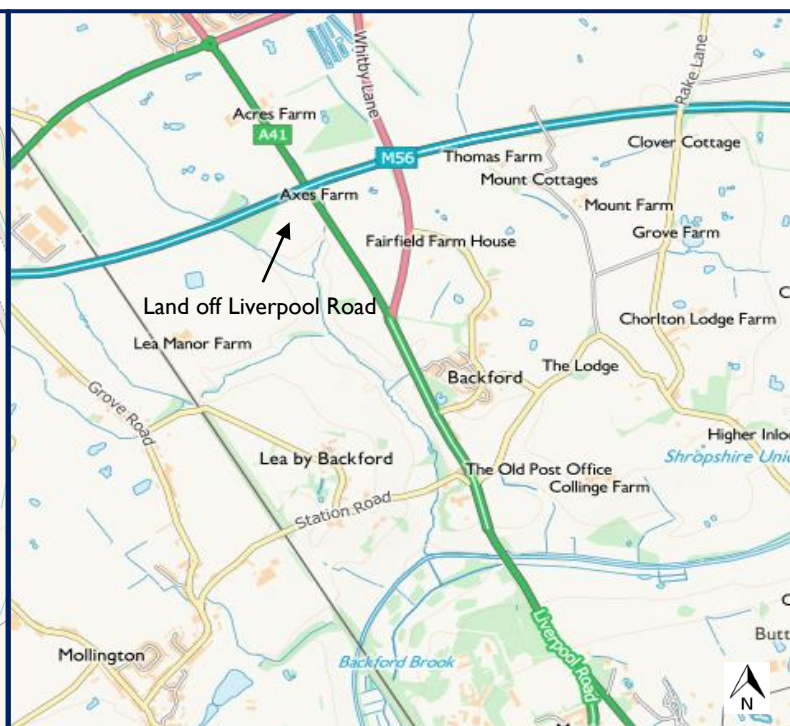 Whitby Lane
Rake Lane
Acres Farm
A41
Clover Cottage
M56
Thomas Farm
Mount Cottages
Axes Farm
Mount Farm
Grove Farm
Fairfield Farm House
Land off Liverpool Road
Chorlton Lodge Farm
Lea Manor Farm
The Lodge
Backford
Grove Road
Higher Inloc
Lea by Backford
Shropshire Unio
The Old Post Office
Collinge Farm
Station Road
Liverpool Road
Butt
Mollington
Backford Brook
N